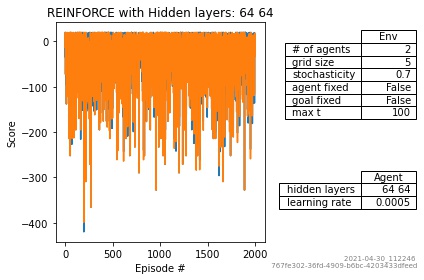 REINFORCE with Hidden layers: 64 64
0
−100
−200
−300
−400
Score
0 500 1000 1500 2000
Episode #
Env
# of agents 2
grid size 5
stochasticity 0.7
agent fixed False
goal fixed False
max t 100
Agent
hidden layers 64 64
learning rate 0.0005
2021-04-30_112246
767fe302-36fd-4909-b6bc-4203433dfeed